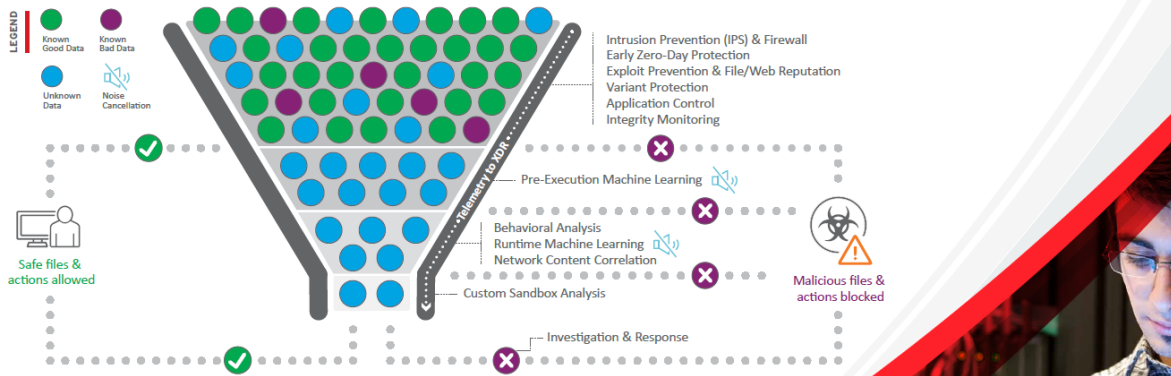 LEGEND
Known
Good Data
Known
Bad Data
Unknown
Data
Noise
Cancellation
Intrusion Prevention (IPS) & Firewall
Early Zero-Day Protection
Exploit Prevention & File/Web Reputation
Variant Protection
Application Control
Integrity Monitoring
Telemetry to XDR
Pre-Execution Machine Learning
Behavioral Analysis
Runtime Machine Learning
Network Content Correlation
Custom Sandbox Analysis
Safe files &
actions allowed
Malicious files &
actions blocked
Investigation & Response